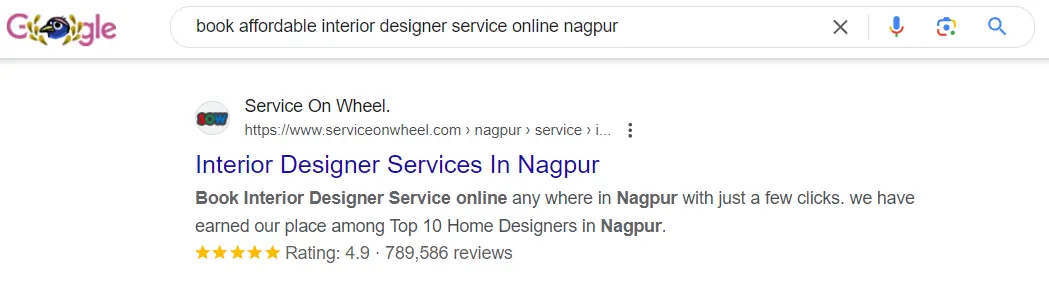 Google
book affordable interior designer service online nagpur
SOW
Service On Wheel.
https://www.serviceonwheel.com › nagpur › service › i...
Interior Designer Services In Nagpur
Book Interior Designer Service online any where in Nagpur with just a few clicks. we have
earned our place among Top 10 Home Designers in Nagpur.
Rating: 4.9 · 789,586 reviews